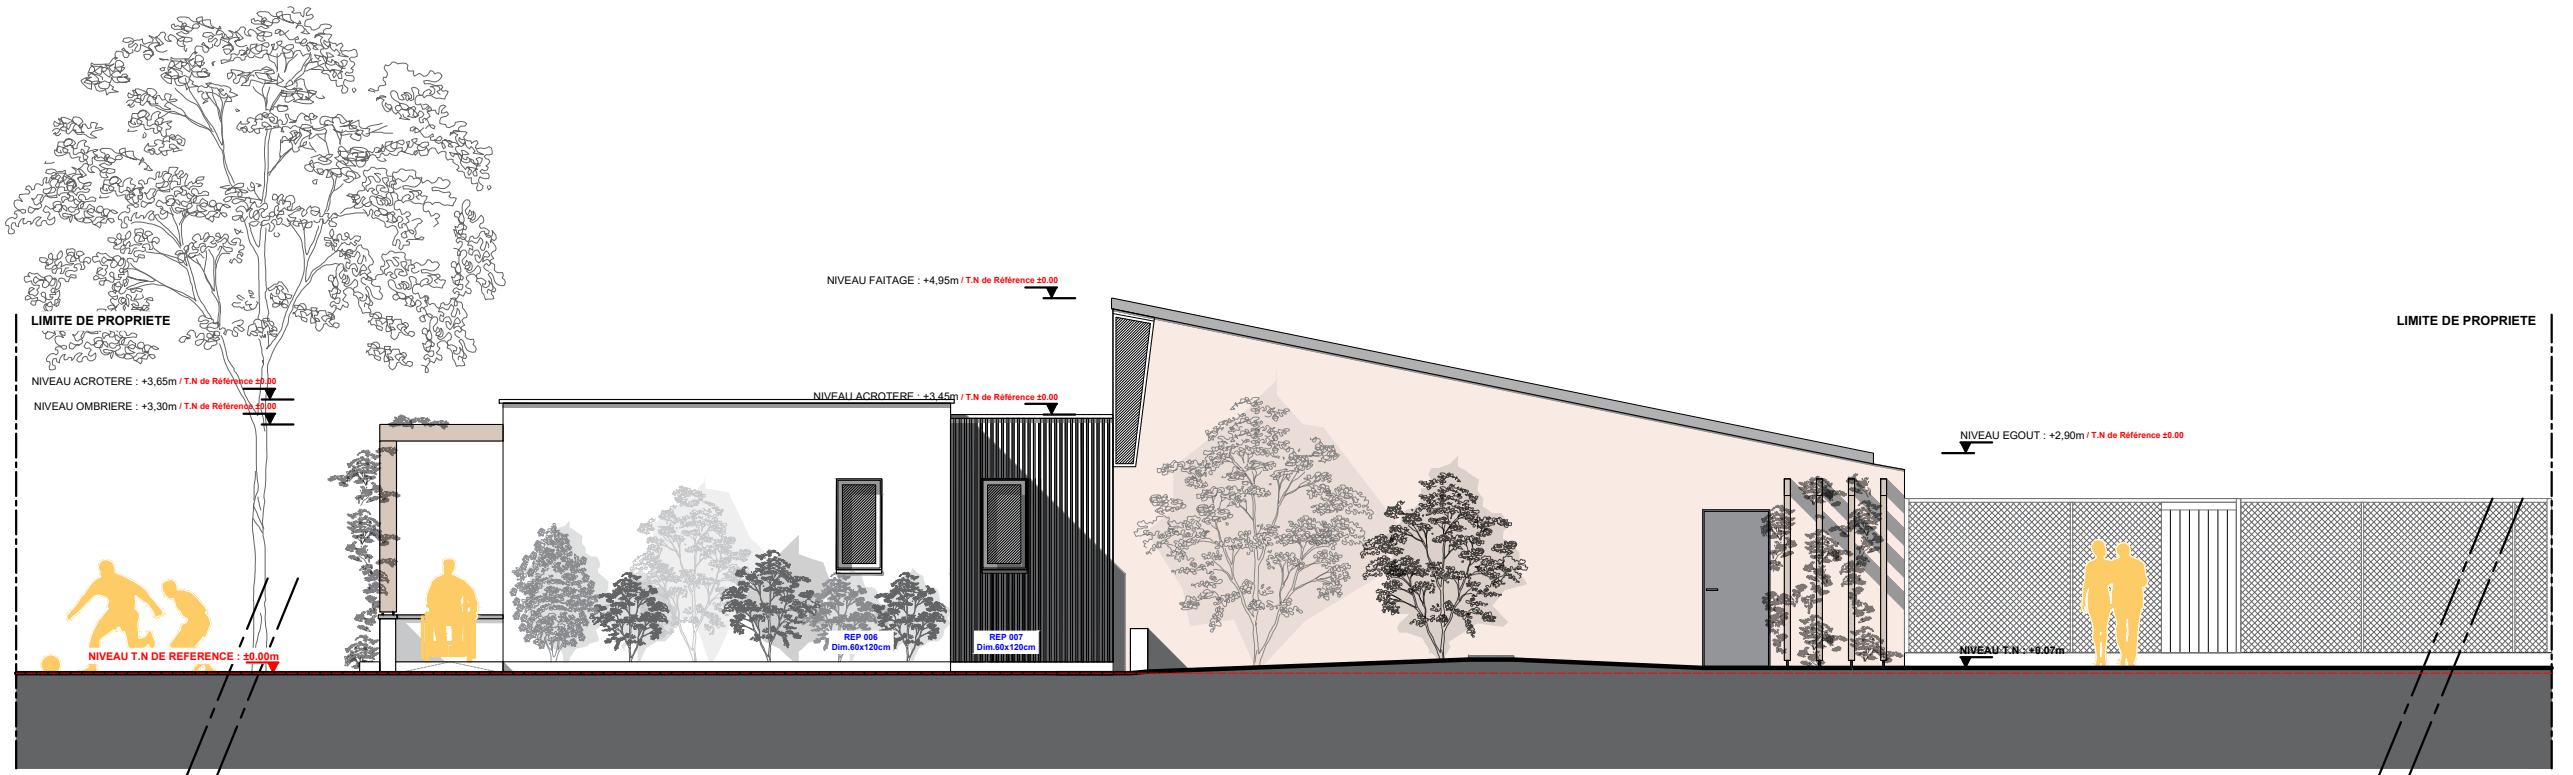 NIVEAU FAITAGE : +4,95m / T.N de Référence ±0.00
LIMITE DE PROPRIETE
LIMITE DE PROPRIETE
NIVEAU ACROTERE : +3,65m / T.N de Référence ±0.00
NIVEAU ACROTERE : +3,45m / T.N de Référence ±0.00
NIVEAU OMBRIERE : +3,30m / T.N de Référence ±0.00
NIVEAU EGOUT : +2,90m / T.N de Référence ±0.00
REP 006
Dim.60x120cm
REP 007
Dim.60x120cm
NIVEAU T.N DE REFERENCE : ±0.00m
NIVEAU T.N : +0.07m